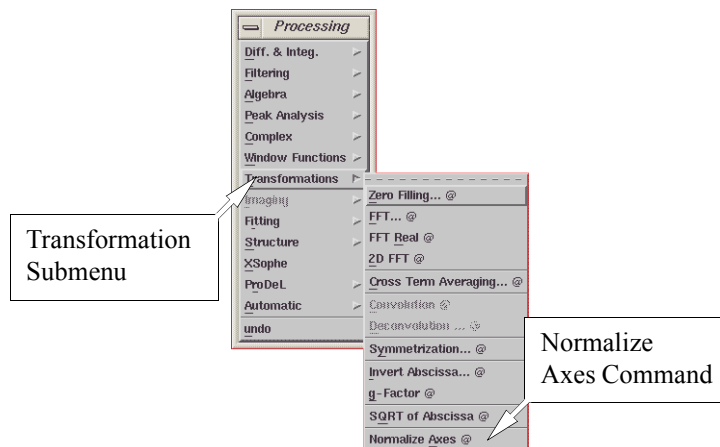 Processing
Diff. & Integ.
Filtering
Algebra
Peak Analysis
Complex
Window Functions
Transformations
Imaging
Fitting
Structure
XSophe
ProDeL
Automatic
undo
Zero Filling... @
FFT... @
FFT Real @
2D FFT @
Cross Term Averaging... @
Convolution @
Deconvolution ... @
Symmetrization... @
Invert Abscissa... @
g-Factor @
SQRT of Abscissa @
Normalize Axes @
Transformation
Submenu
Normalize
Axes Command